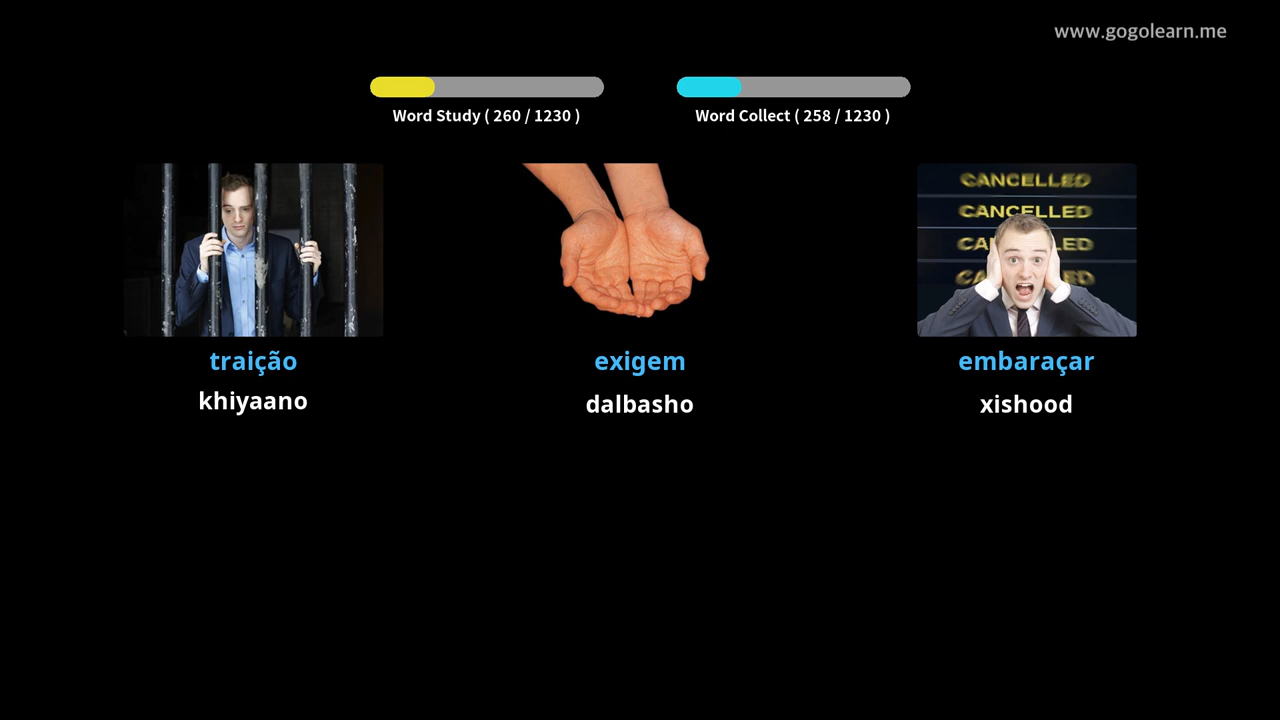 www.gogolearn.me
Word Study ( 260 / 1230 )
Word Collect ( 258 / 1230 )
CANCELLED
CANCELLED
traição
exigem
embaraçar
khiyaano
dalbasho
xishood